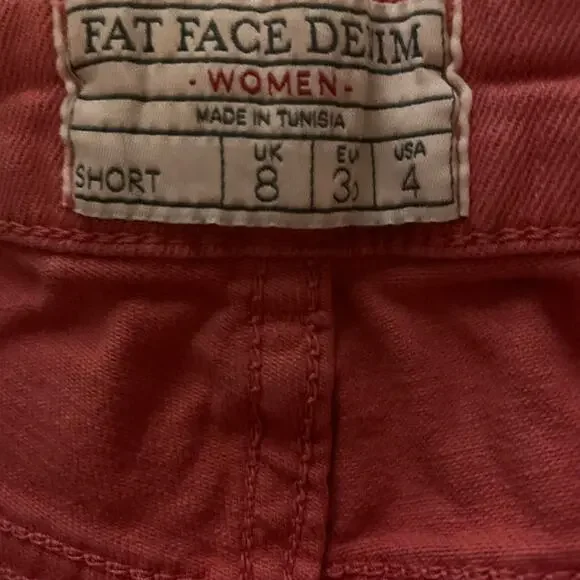 FAT FACE DENIM
- WOMEN -
MADE IN TUNISIA
SHORT UK 8 EU USA 4